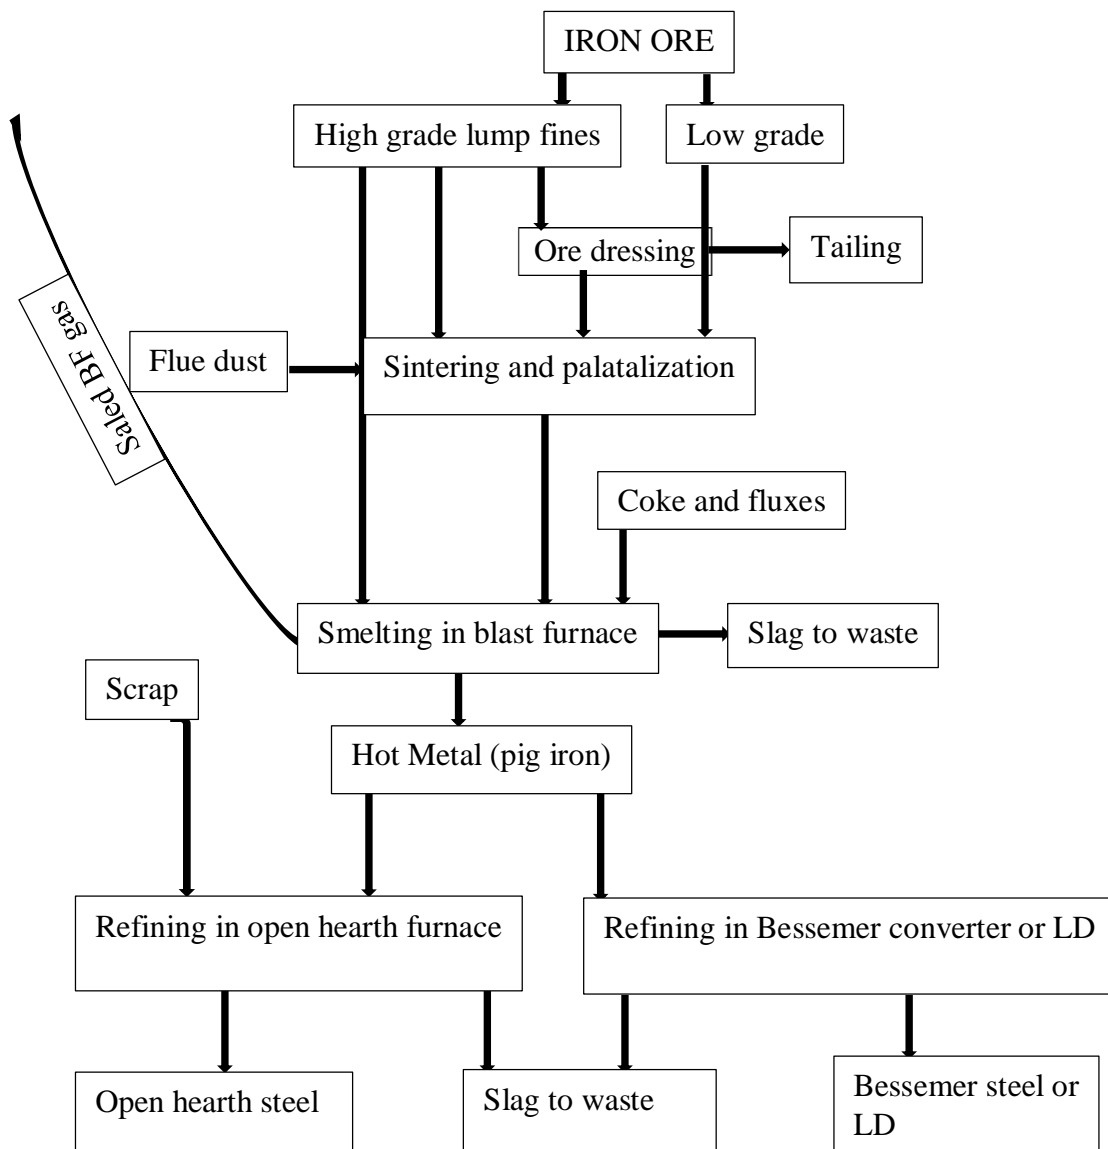 IRON ORE
High grade lump fines
Low grade
Ore dressing
Tailing
Saled BF gas
Flue dust
Sintering and palatalization
Coke and fluxes
Smelting in blast furnace
Slag to waste
Scrap
Hot Metal (pig iron)
Refining in open hearth furnace
Refining in Bessemer converter or LD
Open hearth steel
Slag to waste
Bessemer steel or
LD